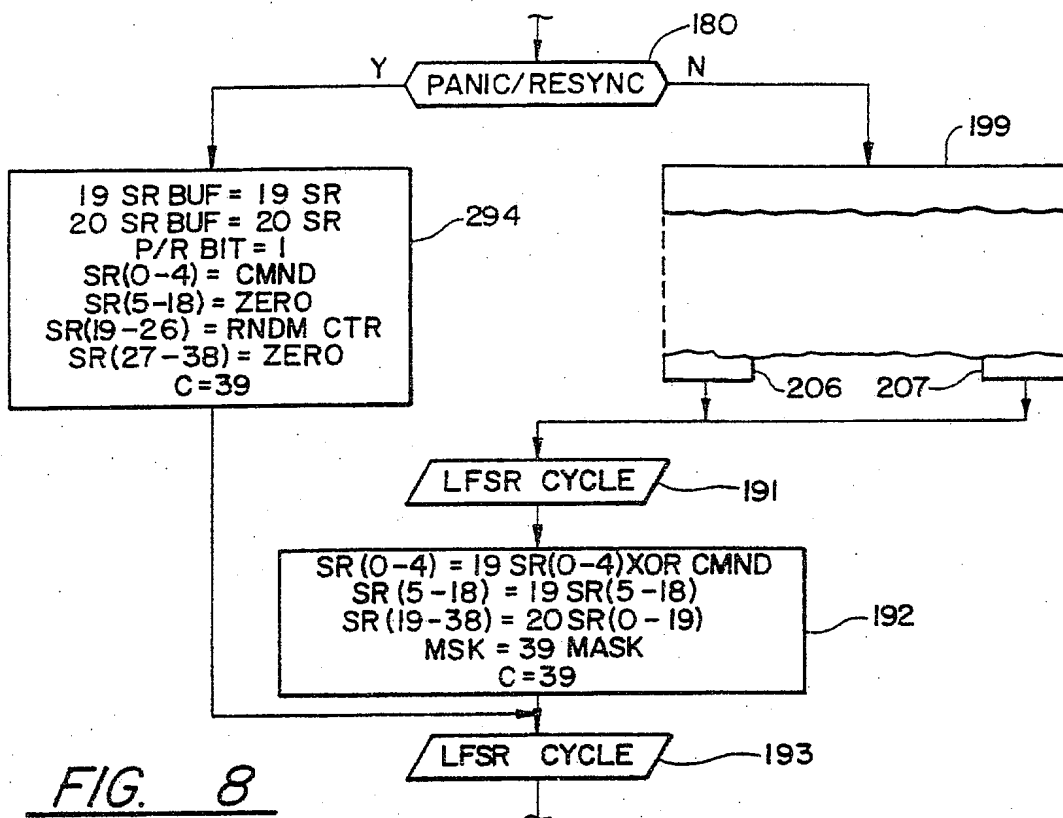 180
Y
PANIC/RESYNC
N
199
19 SR BUF = 19 SR
20 SR BUF = 20 SR
P/R BIT = 1
SR(0-4) = CMND
SR(5-18) = ZERO
SR(19-26) = RNDM CTR
SR(27-38) = ZERO
C=39
294
206
207
LFSR CYCLE
191
SR (0-4) = 19 SR(0-4) XOR CMND
SR (5-18) = 19 SR(5-18)
SR(19-38) = 20 SR(0-19)
MSK = 39 MASK
C=39
192
LFSR CYCLE
193
FIG. 8